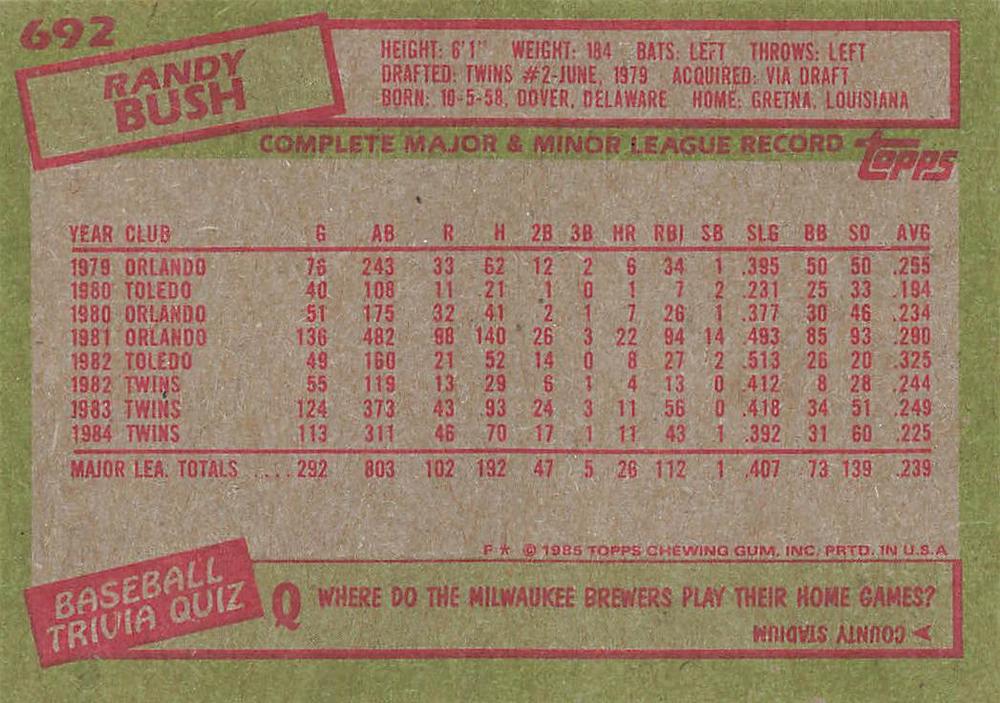 692
RANDY
BUSH
HEIGHT: 6'1" WEIGHT: 184 BATS: LEFT THROWS: LEFT
DRAFTED: TWINS #2-JUNE, 1979 ACQUIRED: VIA DRAFT
BORN: 10-5-58, DOVER, DELAWARE HOME: GRETNA, LOUISIANA
COMPLETE MAJOR & MINOR LEAGUE RECORD
topps
YEAR CLUB G AB R H 2B 3B HR RBI SB SLG BB SO AVG
1979 ORLANDO 76 243 33 62 12 2 6 34 1 .395 50 50 .255
1980 TOLEDO 40 108 11 21 1 0 1 7 2 .231 25 33 .194
1980 ORLANDO 51 175 32 41 2 1 7 26 1 .377 30 46 .234
1981 ORLANDO 136 482 98 140 26 3 22 94 14 .493 85 93 .290
1982 TOLEDO 49 160 21 52 14 0 8 27 2 .513 26 20 .325
1982 TWINS 55 119 13 29 6 1 4 13 0 .412 8 28 .244
1983 TWINS 124 373 43 93 24 3 11 56 0 .418 34 51 .249
1984 TWINS 113 311 46 70 17 1 11 43 1 .392 31 60 .225
MAJOR LEA. TOTALS .... 292 803 102 192 47 5 26 112 1 .407 73 139 .239
F* © 1985 TOPPS CHEWING GUM, INC. PRTD. IN U.S.A
BASEBALL
TRIVIA QUIZ
Q WHERE DO THE MILWAUKEE BREWERS PLAY THEIR HOME GAMES?
A COUNTY STADIUM